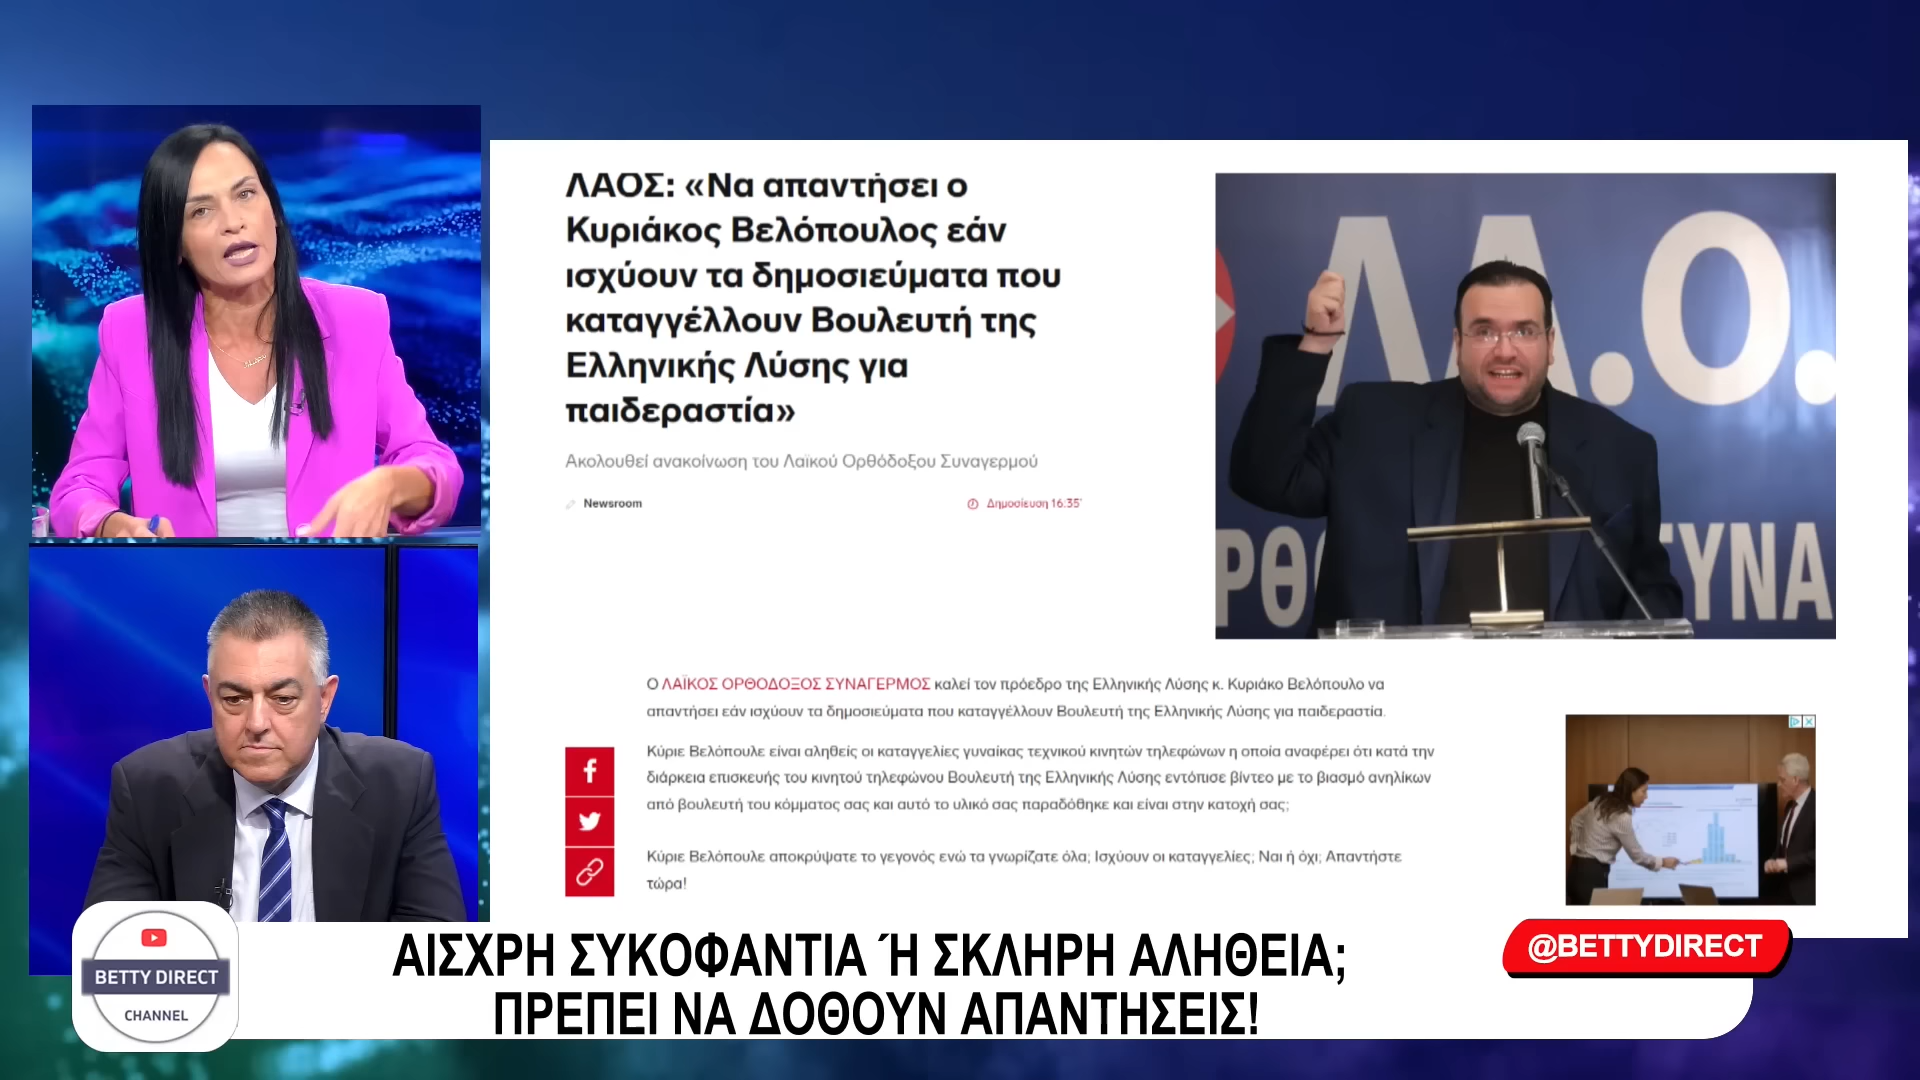 ΛΑΟΣ: «Να απαντήσει ο
Κυριάκος Βελόπουλος εάν
ισχύουν τα δημοσιεύματα που
καταγγέλλουν Βουλευτή της
Ελληνικής Λύσης για
παιδεραστία»
Ακολουθεί ανακοίνωση του Λαϊκού Ορθόδοξου Συναγερμού
Newsroom
Δημοσίευση 16:35'
Λ.Α.Ο.
ΡΘ
ΣΥΝΑ
Ο ΛΑΪΚΟΣ ΟΡΘΟΔΟΞΟΣ ΣΥΝΑΓΕΡΜΟΣ καλεί τον πρόεδρο της Ελληνικής Λύσης κ. Κυριάκο Βελόπουλο να
απαντήσει εάν ισχύουν τα δημοσιεύματα που καταγγέλλουν Βουλευτή της Ελληνικής Λύσης για παιδεραστία.
Κύριε Βελόπουλε είναι αληθείς οι καταγγελίες γυναίκας τεχνικού κινητών τηλεφώνων η οποία αναφέρει ότι κατά την
διάρκεια επισκευής του κινητού τηλεφώνου Βουλευτή της Ελληνικής Λύσης εντόπισε βίντεο με το βιασμό ανηλίκων
από βουλευτή του κόμματος σας και αυτό το υλικό σας παραδόθηκε και είναι στην κατοχή σας;
Κύριε Βελόπουλε αποκρύψατε το γεγονός ενώ τα γνωρίζατε όλα; Ισχύουν οι καταγγελίες; Ναι ή όχι; Απαντήστε
τώρα!
ΑΙΣΧΡΗ ΣΥΚΟΦΑΝΤΙΑ Ή ΣΚΛΗΡΗ ΑΛΗΘΕΙΑ;
ΠΡΕΠΕΙ ΝΑ ΔΟΘΟΥΝ ΑΠΑΝΤΗΣΕΙΣ!
@BETTYDIRECT
BETTY DIRECT
CHANNEL